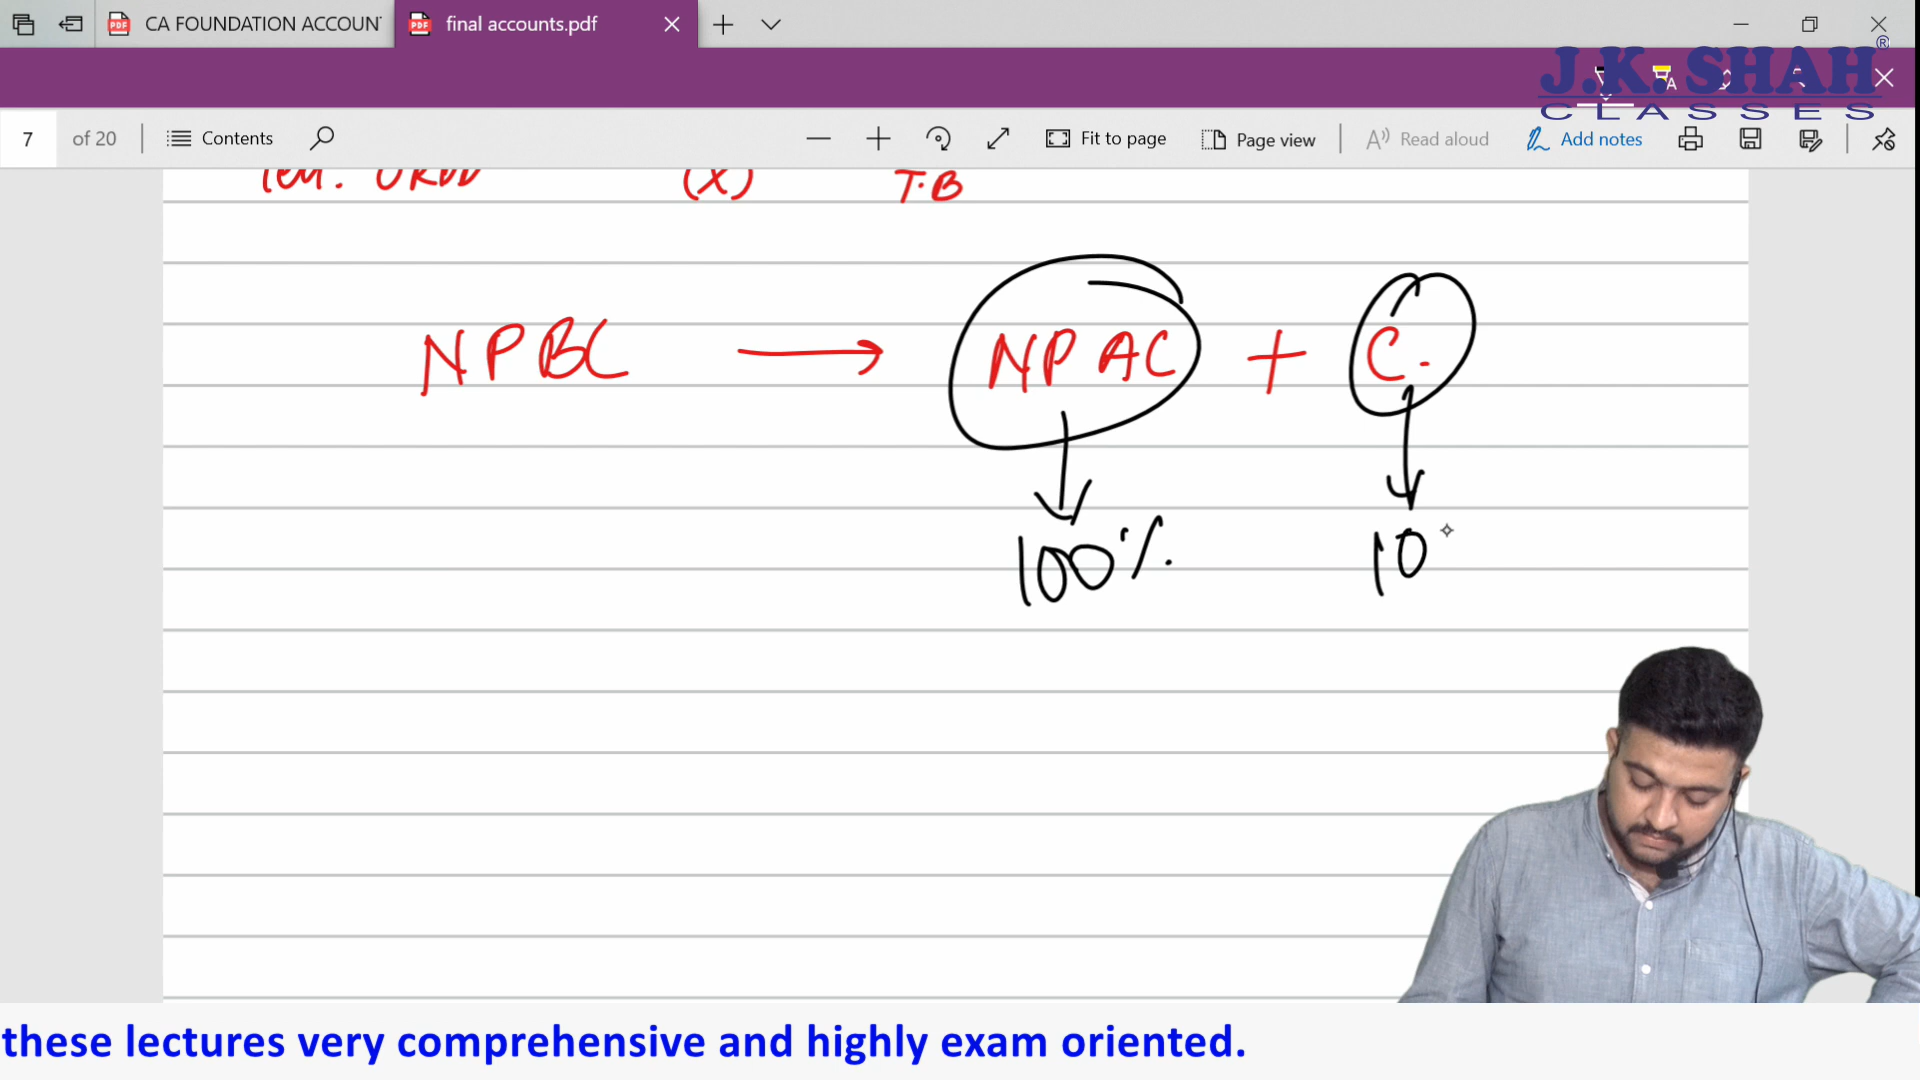 CA FOUNDATION ACCOUN
final accounts.pdf
J.K. SHAH®
CLASSES
7 of 20 Contents Fit to page Page view Read aloud Add notes
(X) T.B
NPBC → NPAC + C.
100% 10
these lectures very comprehensive and highly exam oriented.